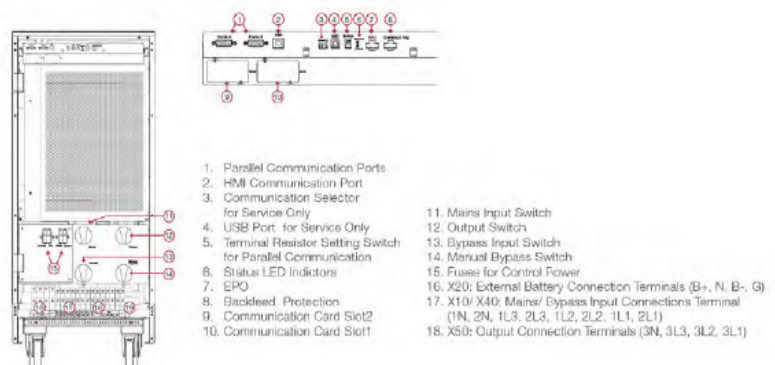 1. Parallel Communication Ports
2. HMI Communication Port
3. Communication Selector
for Service Only
4. USB Port for Service Only
5. Terminal Resistor Setting Switch
for Parallel Communication
6. Status LED Indictors
7. EPO
8. Backfeed Protection
9. Communication Card Slot2
10. Communication Card Slot1
11. Mains Input Switch
12. Output Switch
13. Bypass Input Switch
14. Manual Bypass Switch
15. Fuses for Control Power
16. X20: External Battery Connection Terminals (B+, N, B-, G)
17. X10/ X40: Mains/ Bypass Input Connections Terminal
(1N, 2N, 1L3, 2L3, 1L2, 2L2, 1L1, 2L1)
18. X50: Output Connection Terminals (3N, 3L3, 3L2, 3L1)